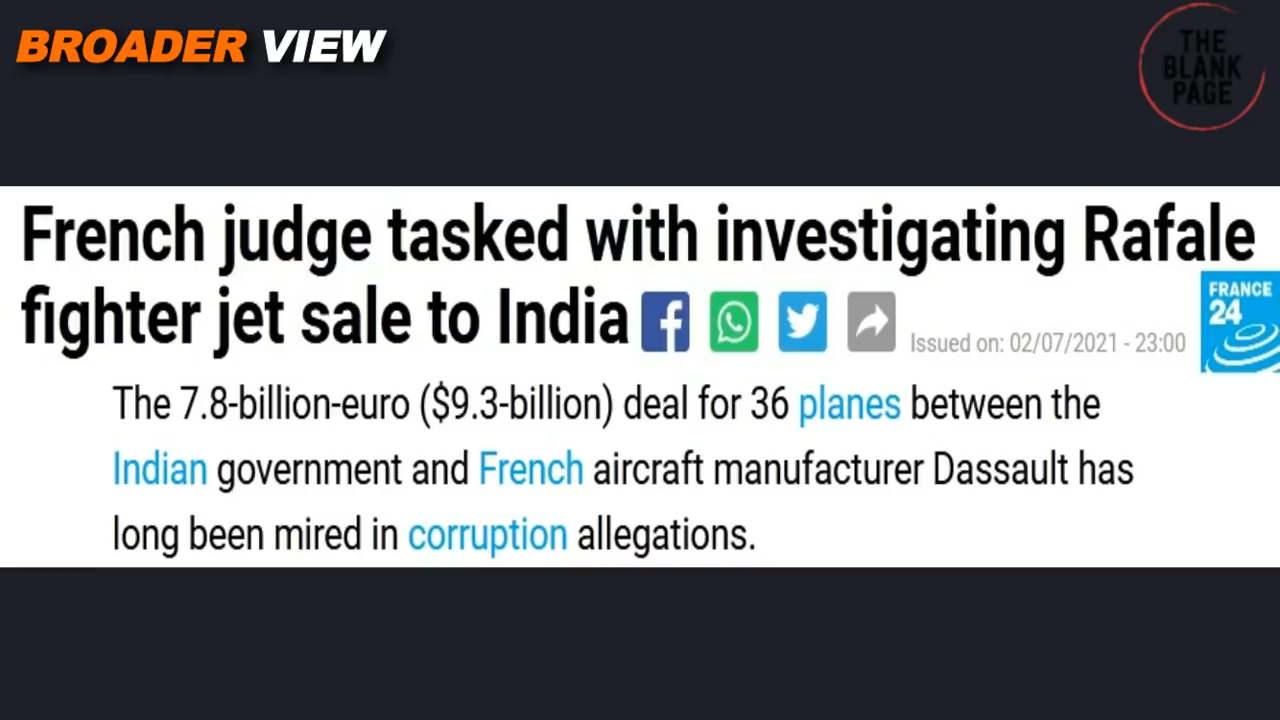 BROADER VIEW
THE
BLANK
PAGE
French judge tasked with investigating Rafale
fighter jet sale to India
Issued on: 02/07/2021 - 23:00
FRANCE
24
The 7.8-billion-euro ($9.3-billion) deal for 36 planes between the
Indian government and French aircraft manufacturer Dassault has
long been mired in corruption allegations.